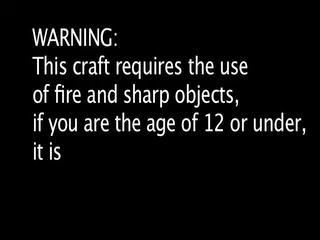 WARNING:
This craft requires the use
of fire and sharp objects,
if you are the age of 12 or under,
it is